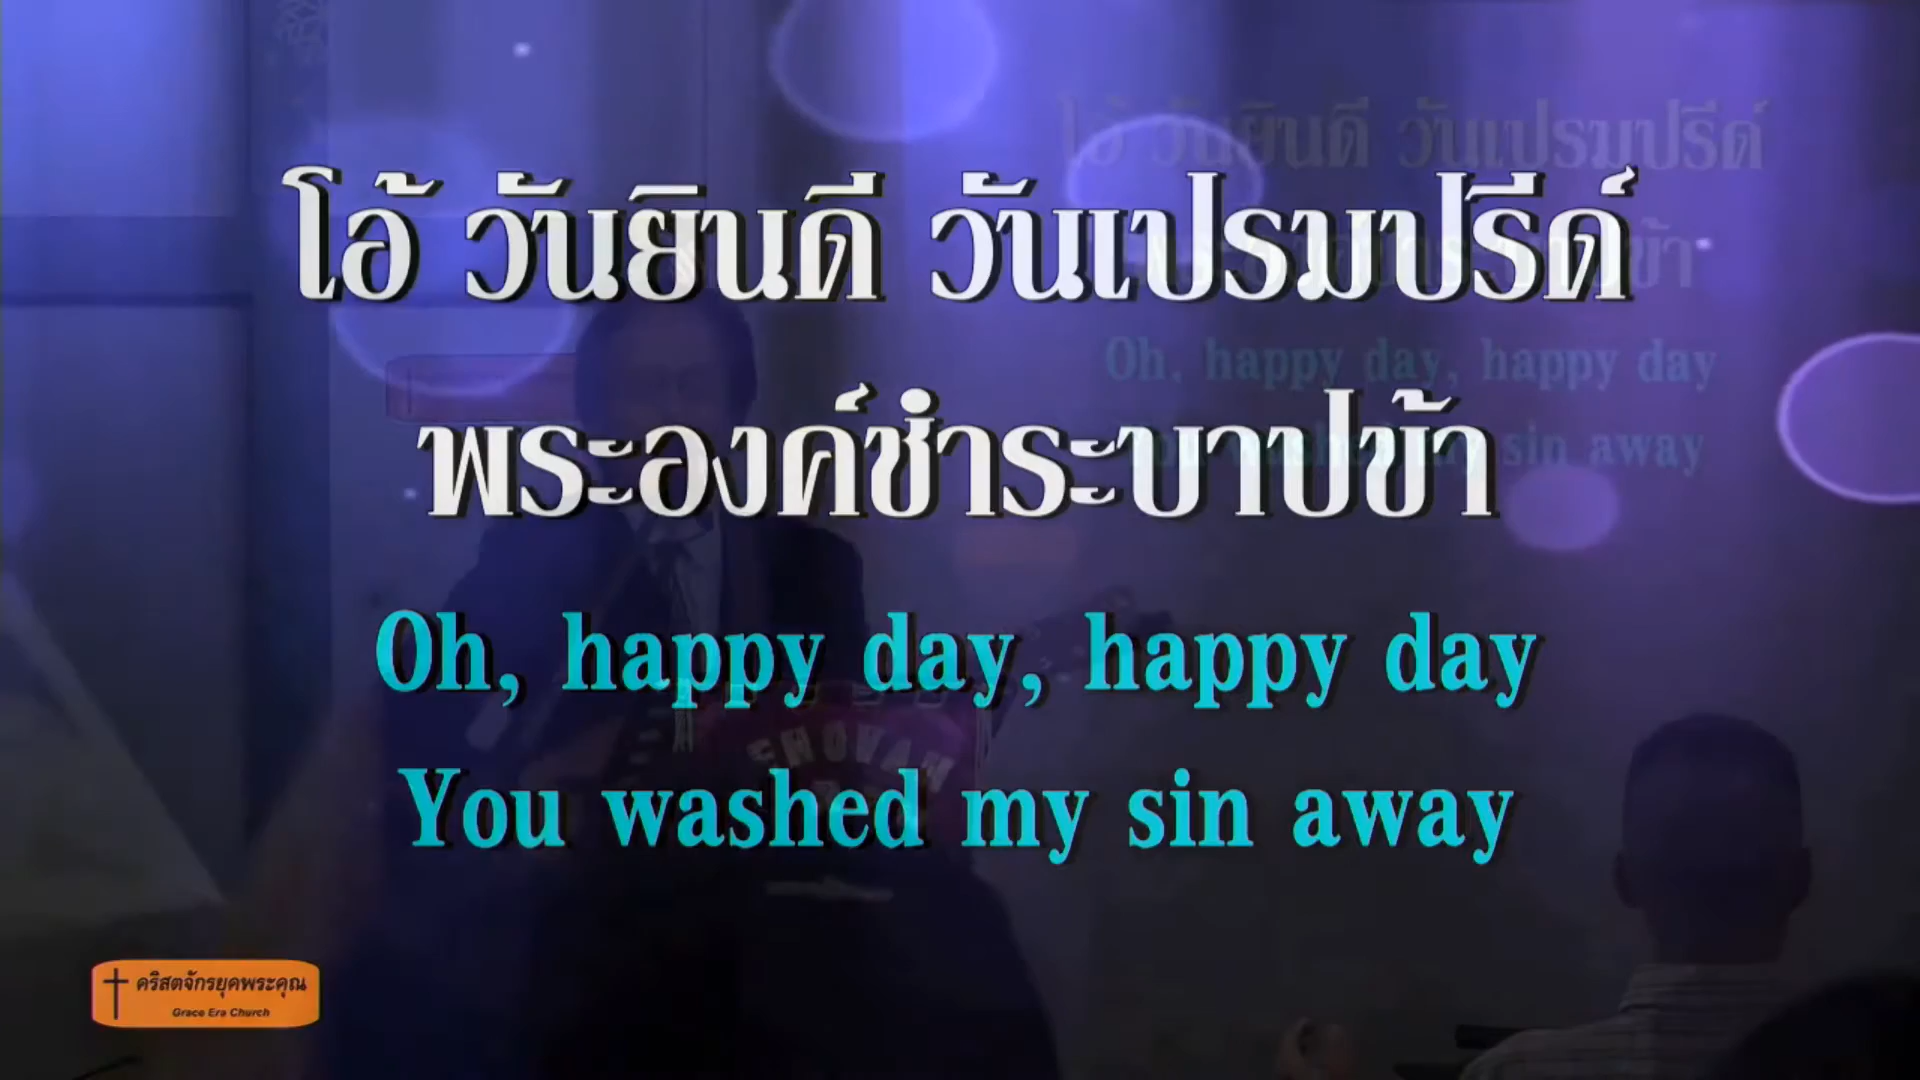 โอ้ วันยินดี วันเปรมปรีด์
พระองค์ชำระบาปข้า
Oh, happy day, happy day
You washed my sin away
โอ้ วันยินดี วันเปรมปรีด์
ข้า
Oh, happy day, happy day
sin away
คริสตจักรยุคพระคุณ
Grace Era Church